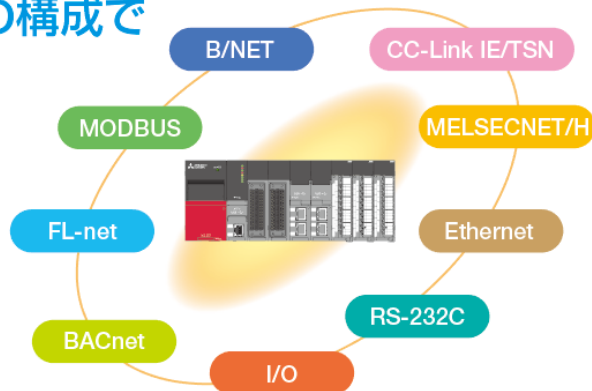 の構成で
B/NET
CC-Link IE/TSN
MODBUS
MELSECNET/H
FL-net
Ethernet
RS-232C
BACnet
I/O